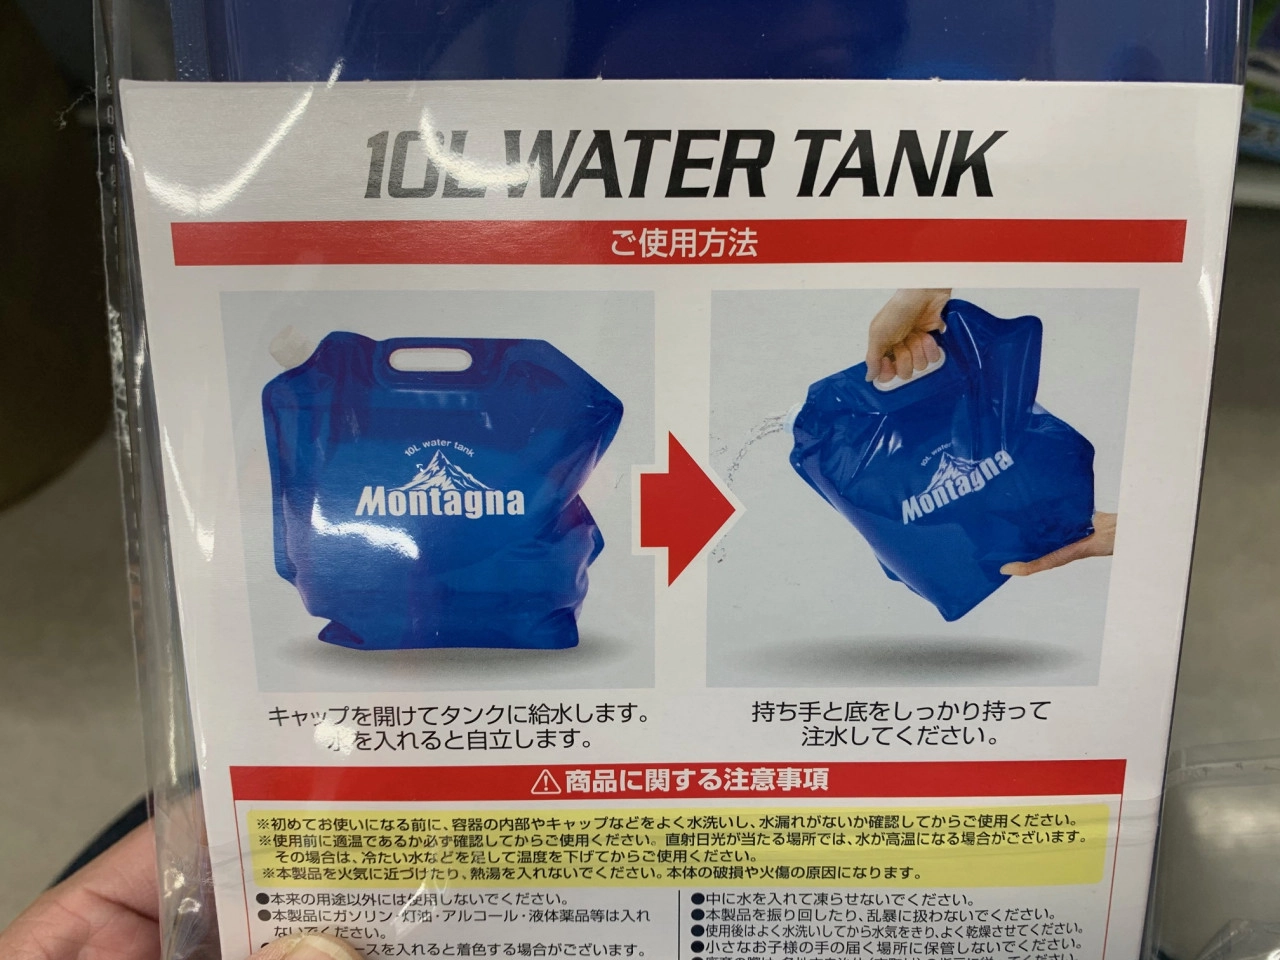 10L WATER TANK
ご使用方法
10L water tank
Montagna
10L water
Montagna
キャップを開けてタンクに給水します。
水を入れると自立します。
持ち手と底をしっかり持って
注水してください。
商品に関する注意事項
※初めてお使いになる前に、容器の内部やキャップなどをよく水洗いし、水漏れがないか確認してからご使用ください。
※使用前に適温であるか必ず確認してからご使用ください。直射日光が当たる場所では、水が高温になる場合がございます。
その場合は、冷たい水などを足して温度を下げてからご使用ください。
※本製品を火気に近づけたり、熱湯を入れないでください。本体の破損や火傷の原因になります。
●本来の用途以外には使用しないでください。
●本製品にガソリン・灯油・アルコール・液体薬品等は入れ
ないでください。
ースを入れると着色する場合がございます。
●中に水を入れて凍らせないでください。
●本製品を振り回したり、乱暴に扱わないでください。
●使用後はよく水洗いしてから水気をきり、よく乾燥させてください。
●小さなお子様の手の届く場所に保管しないでください。